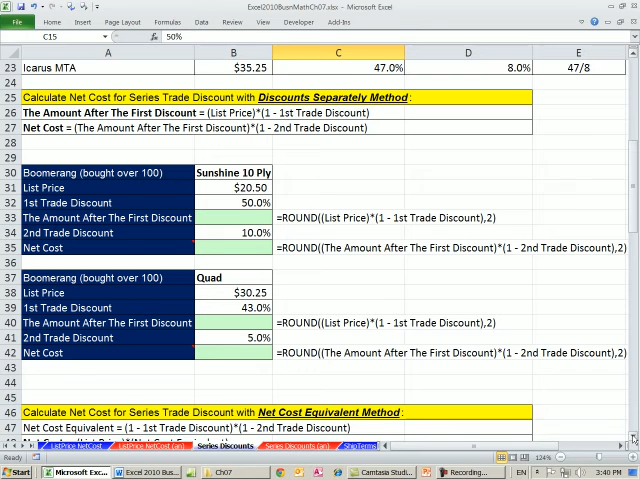 Excel2010BusnMathCh07.xlsx - Microsoft Excel
File Home Insert Page Layout Formulas Data Review View Developer Add-Ins
C15 fx 50%
A B C D E
23 Icarus MTA $35.25 47.0% 8.0% 47/8
24
25 Calculate Net Cost for Series Trade Discount with Discounts Separately Method:
26 The Amount After The First Discount = (List Price)*(1 - 1st Trade Discount)
27 Net Cost = (The Amount After The First Discount)*(1 - 2nd Trade Discount)
28
29
30 Boomerang (bought over 100) Sunshine 10 Ply
31 List Price $20.50
32 1st Trade Discount 50.0%
33 The Amount After The First Discount =ROUND((List Price)*(1 - 1st Trade Discount),2)
34 2nd Trade Discount 10.0%
35 Net Cost =ROUND((The Amount After The First Discount)*(1 - 2nd Trade Discount),2)
36
37 Boomerang (bought over 100) Quad
38 List Price $30.25
39 1st Trade Discount 43.0%
40 The Amount After The First Discount =ROUND((List Price)*(1 - 1st Trade Discount),2)
41 2nd Trade Discount 5.0%
42 Net Cost =ROUND((The Amount After The First Discount)*(1 - 2nd Trade Discount),2)
43
44
45
46 Calculate Net Cost for Series Trade Discount with Net Cost Equivalent Method:
47 Net Cost Equivalent = (1 - 1st Trade Discount)*(1 - 2nd Trade Discount)
ListPrice NetCost ListPrice NetCost (an) Series Discounts Series Discounts (an) ShipTerms
Ready 124%
Start Microsoft Exc... Excel 2010 Bus... Ch07 Camtasia Studi... Recording... EN 3:40 PM